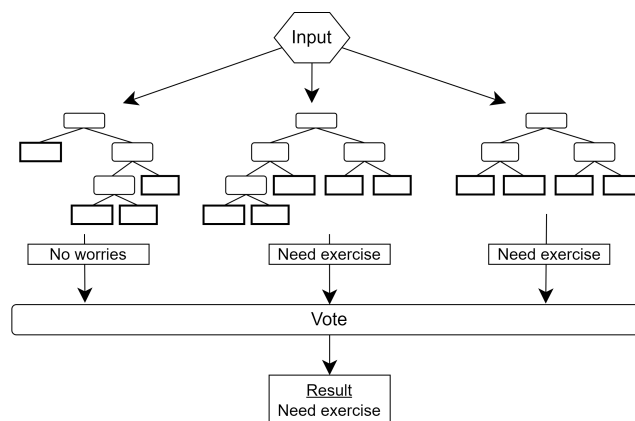 Input
No worries
Need exercise
Need exercise
Vote
Result
Need exercise